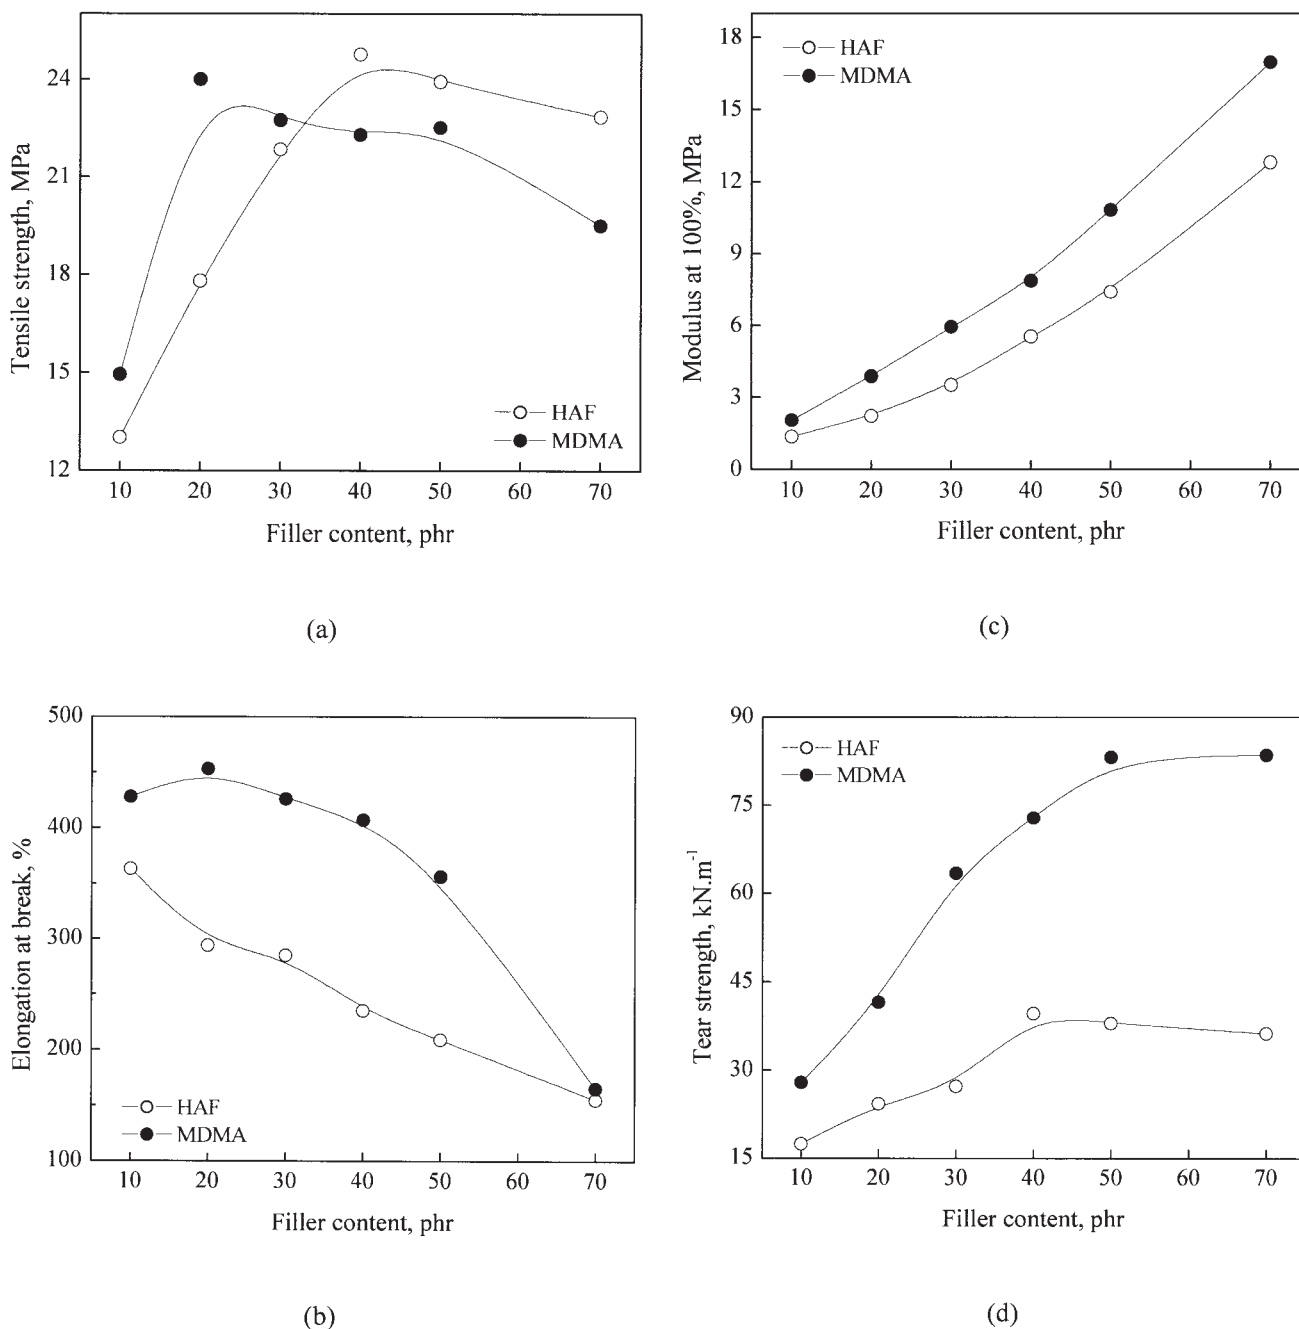 24
21
18
15
12
Tensile strength, MPa
HAF
MDMA
10 20 30 40 50 60 70
Filler content, phr
(a)
18
15
12
9
6
3
0
Modulus at 100%, MPa
HAF
MDMA
10 20 30 40 50 60 70
Filler content, phr
(c)
500
400
300
200
100
Elongation at break, %
HAF
MDMA
10 20 30 40 50 60 70
Filler content, phr
(b)
90
75
60
45
30
15
Tear strength, kN.m⁻¹
HAF
MDMA
10 20 30 40 50 60 70
Filler content, phr
(d)